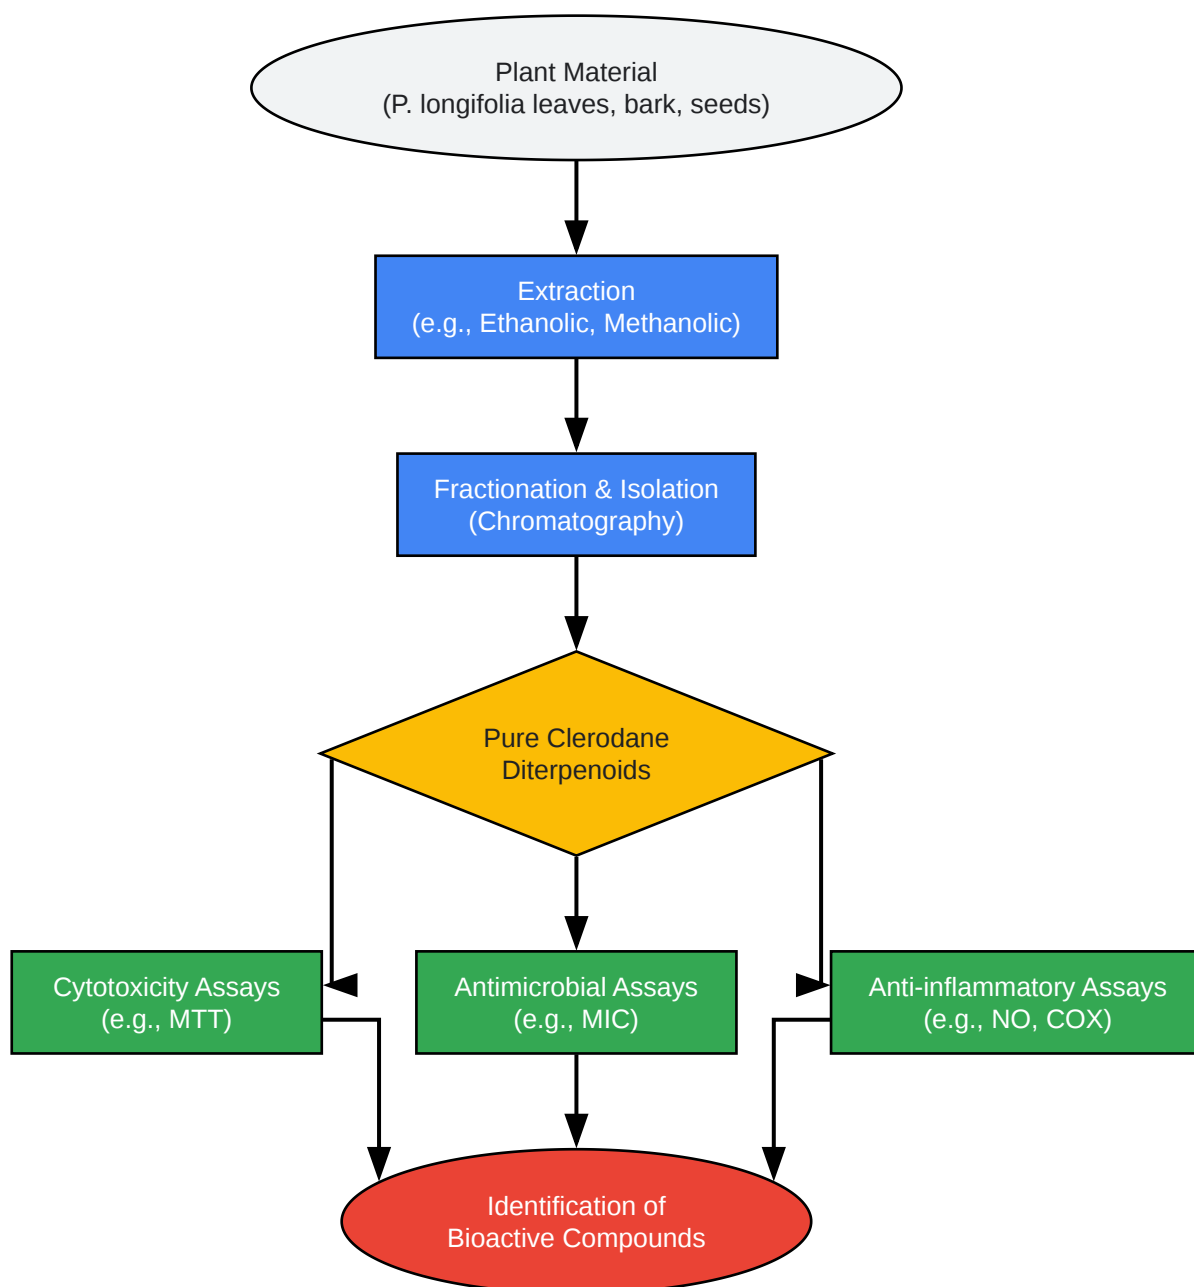 Plant Material
(P. longifolia leaves, bark, seeds)
Extraction
(e.g., Ethanolic, Methanolic)
Fractionation & Isolation
(Chromatography)
Pure Clerodane
Diterpenoids
Cytotoxicity Assays
(e.g., MTT)
Antimicrobial Assays
(e.g., MIC)
Anti-inflammatory Assays
(e.g., NO, COX)
Identification of
Bioactive Compounds